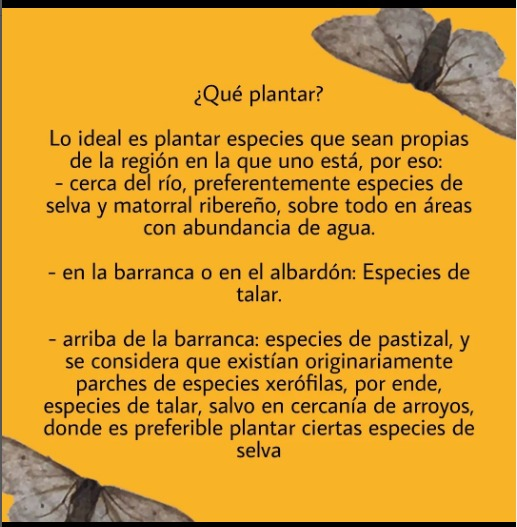 ¿Qué plantar?
Lo ideal es plantar especies que sean propias
de la región en la que uno está, por eso:
- cerca del río, preferentemente especies de
selva y matorral ribereño, sobre todo en áreas
con abundancia de agua.
- en la barranca o en el albardón: Especies de
talar.
- arriba de la barranca: especies de pastizal, y
se considera que existían originariamente
parches de especies xerófilas, por ende,
especies de talar, salvo en cercanía de arroyos,
donde es preferible plantar ciertas especies de
selva